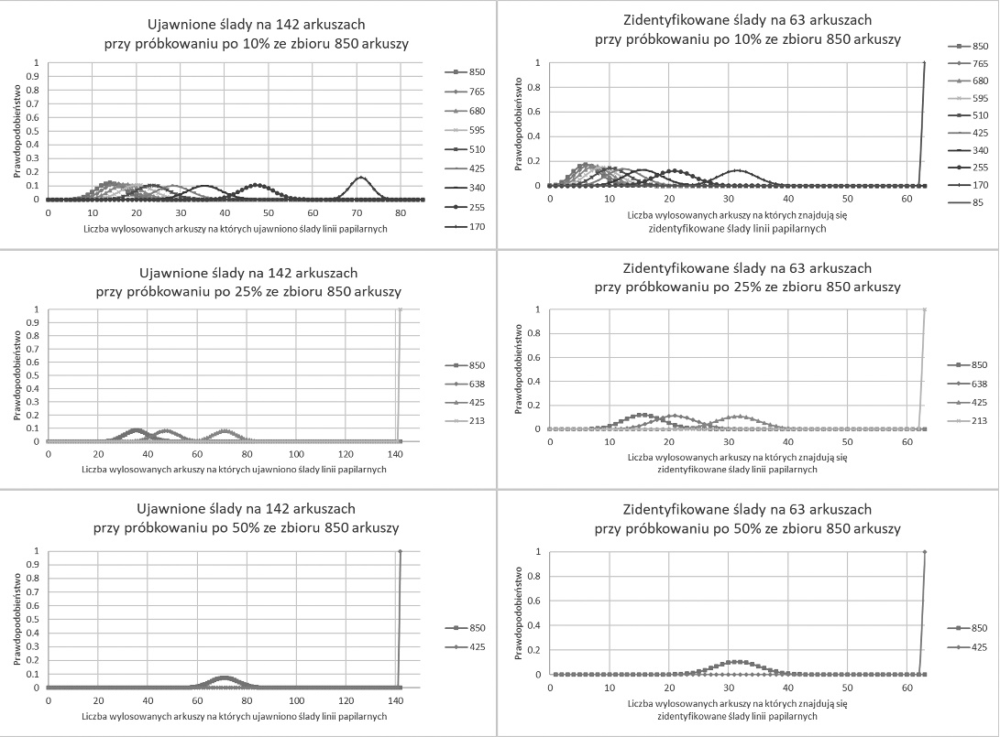 Ujawnione ślady na 142 arkuszach
przy próbkowaniu po 10% ze zbioru 850 arkuszy
Prawdopodobieństwo
1
0.9
0.8
0.7
0.6
0.5
0.4
0.3
0.2
0.1
0
0 10 20 30 40 50 60 70 80
Liczba wylosowanych arkuszy na których ujawniono ślady linii papilarnych
850
765
680
595
510
425
340
255
170
Zidentyfikowane ślady na 63 arkuszach
przy próbkowaniu po 10% ze zbioru 850 arkuszy
Prawdopodobieńswto
1
0.8
0.6
0.4
0.2
0
0 10 20 30 40 50 60
Liczba wylosowanych arkuszy na których znajdują się
zidentyfikowane ślady linii papilarnych
850
765
680
595
510
425
340
255
170
85
Ujawnione ślady na 142 arkuszach
przy próbkowaniu po 25% ze zbioru 850 arkuszy
Prawdopodobieństwo
1
0.9
0.8
0.7
0.6
0.5
0.4
0.3
0.2
0.1
0
0 20 40 60 80 100 120 140
Liczba wylosowanych arkuszy na których ujawniono ślady linii papilarnych
850
638
425
213
Zidentyfikowane ślady na 63 arkuszach
przy próbkowaniu po 25% ze zbioru 850 arkuszy
Prawdopodobieństwo
1
0.8
0.6
0.4
0.2
0
0 10 20 30 40 50 60
Liczba wylosowanych arkuszy na których znajdują się
zidentyfikowane ślady linii papilarnych
850
638
425
213
Ujawnione ślady na 142 arkuszach
przy próbkowaniu po 50% ze zbioru 850 arkuszy
Prawdopodobieństwo
1
0.9
0.8
0.7
0.6
0.5
0.4
0.3
0.2
0.1
0
0 20 40 60 80 100 120 140
Liczba wylosowanych arkuszy na których ujawniono ślady linii papilarnych
850
425
Zidentyfikowane ślady na 63 arkuszach
przy próbkowaniu po 50% ze zbioru 850 arkuszy
Prawdopodobieństwo
1
0.8
0.6
0.4
0.2
0
0 10 20 30 40 50 60
Liczba wylosowanych arkuszy na których znajdują się
zidentyfikowane ślady linii papilarnych
850
425